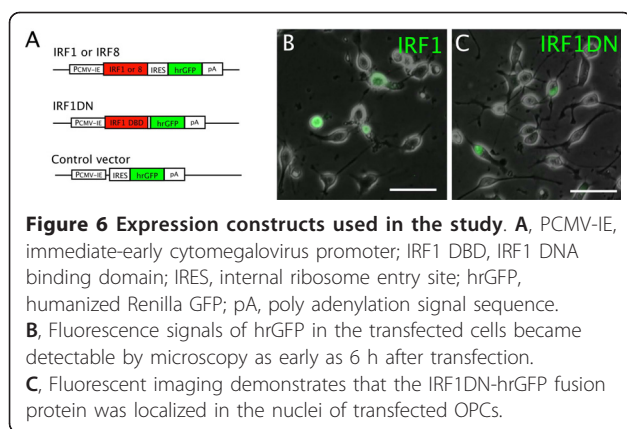 A
IRF1 or IRF8
PCMV-IE IRF1 or 8 IRES hrGFP pA
IRF1DN
PCMV-IE IRF1 DBD hrGFP pA
Control vector
PCMV-IE IRES hrGFP pA
B IRF1
C IRF1DN
Figure 6 Expression constructs used in the study. A, PCMV-IE,
immediate-early cytomegalovirus promoter; IRF1 DBD, IRF1 DNA
binding domain; IRES, internal ribosome entry site; hrGFP,
humanized Renilla GFP; pA, poly adenylation signal sequence.
B, Fluorescence signals of hrGFP in the transfected cells became
detectable by microscopy as early as 6 h after transfection.
C, Fluorescent imaging demonstrates that the IRF1DN-hrGFP fusion
protein was localized in the nuclei of transfected OPCs.